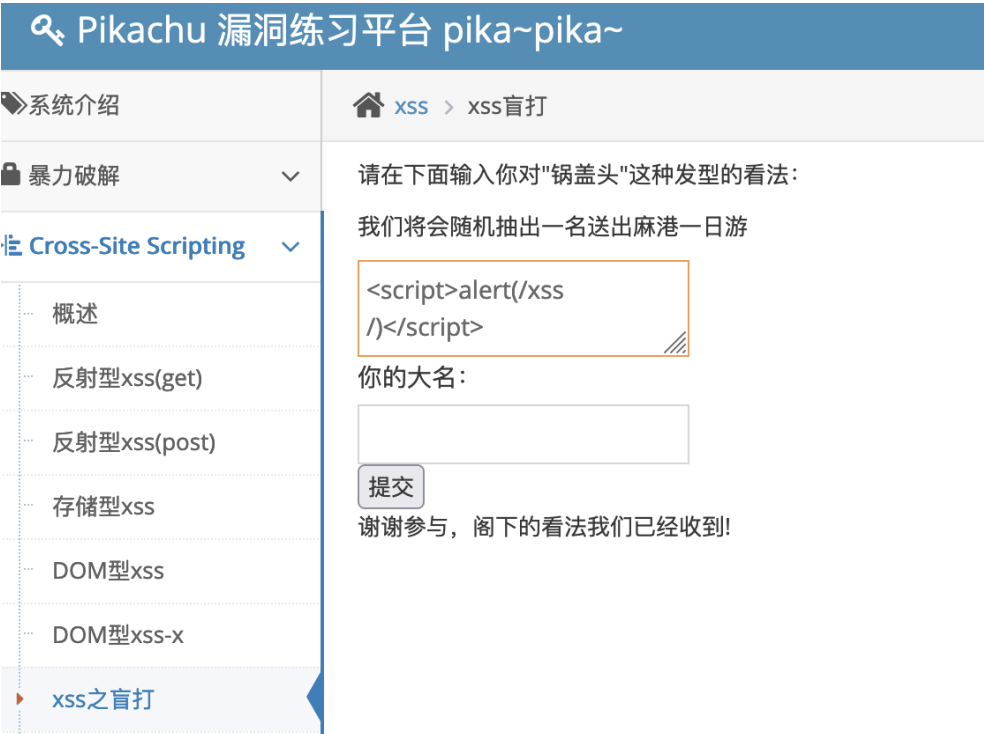 Pikachu 漏洞练习平台 pika~pika~
系统介绍
暴力破解
Cross-Site Scripting
概述
反射型xss(get)
反射型xss(post)
存储型xss
DOM型xss
DOM型xss-x
xss之盲打
xss > xss盲打
请在下面输入你对"锅盖头"这种发型的看法：
我们将会随机抽出一名送出麻港一日游
<script>alert(/xss
/)</script>
你的大名：
提交
谢谢参与，阁下的看法我们已经收到!